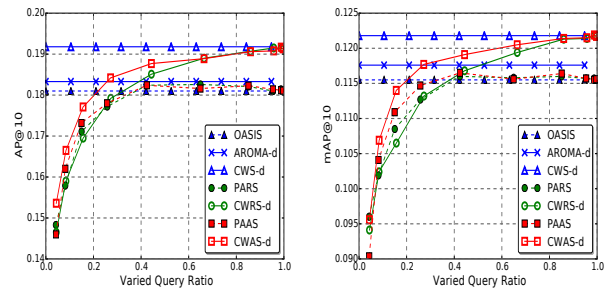 0.20
0.19
0.18
0.17
0.16
0.15
0.14
AP@10
0.0 0.2 0.4 0.6 0.8 1.0
Varied Query Ratio
OASIS
AROMA-d
CWS-d
PARS
CWRS-d
PAAS
CWAS-d
0.125
0.120
0.115
0.110
0.105
0.100
0.095
0.090
mAP@10
0.0 0.2 0.4 0.6 0.8 1.0
Varied Query Ratio
OASIS
AROMA-d
CWS-d
PARS
CWRS-d
PAAS
CWAS-d